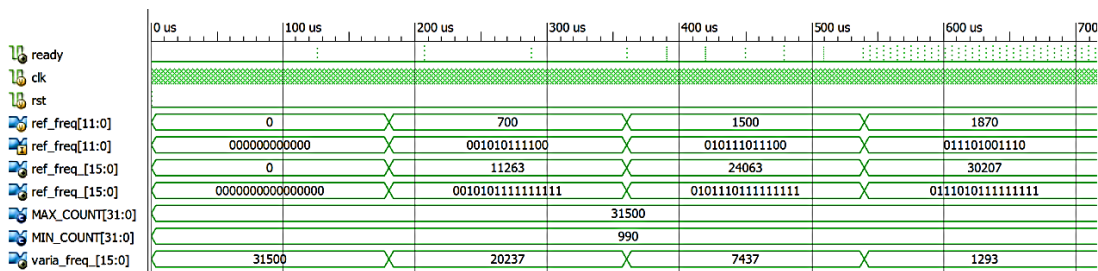 0 us 100 us 200 us 300 us 400 us 500 us 600 us 700
ready
clk
rst
ref_freq[11:0] 0 700 1500 1870
ref_freq[11:0] 000000000000 001010111100 010111011100 011101001110
ref_freq_[15:0] 0 11263 24063 30207
ref_freq_[15:0] 0000000000000000 0010101111111111 0101110111111111 0111010111111111
MAX_COUNT[31:0] 31500
MIN_COUNT[31:0] 990
varia_freq_[15:0] 31500 20237 7437 1293